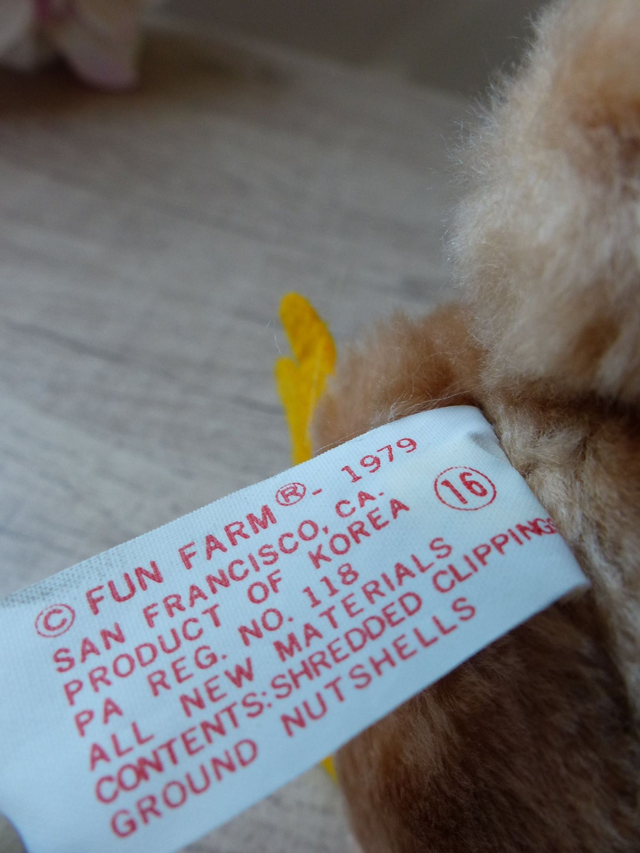 © FUN FARM® - 1979
SAN FRANCISCO, CA. 16
PRODUCT OF KOREA
PA REG. NO. 118
ALL NEW MATERIALS
CONTENTS: SHREDDED CLIPPINGS
GROUND NUTSHELLS